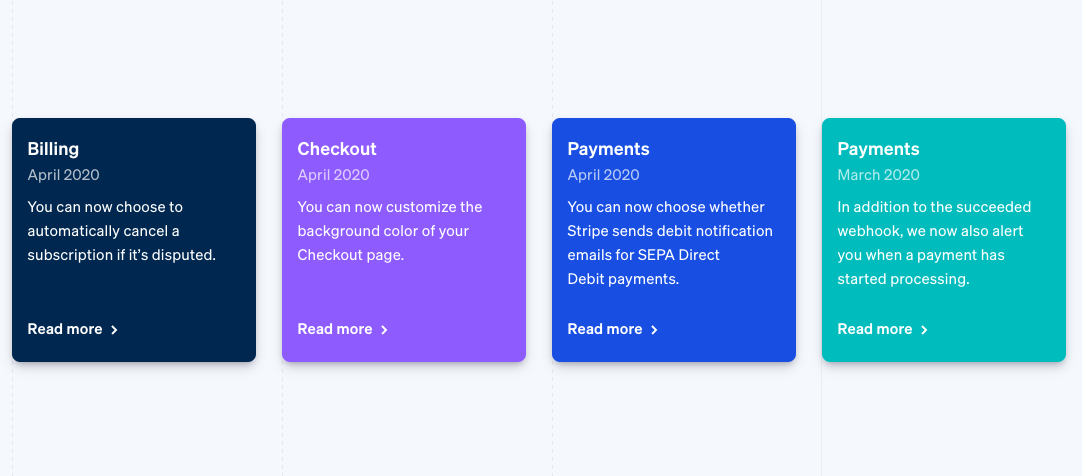 Billing
April 2020
You can now choose to
automatically cancel a
subscription if it’s disputed.
Read more
Checkout
April 2020
You can now customize the
background color of your
Checkout page.
Read more
Payments
April 2020
You can now choose whether
Stripe sends debit notification
emails for SEPA Direct
Debit payments.
Read more
Payments
March 2020
In addition to the succeeded
webhook, we now also alert
you when a payment has
started processing.
Read more